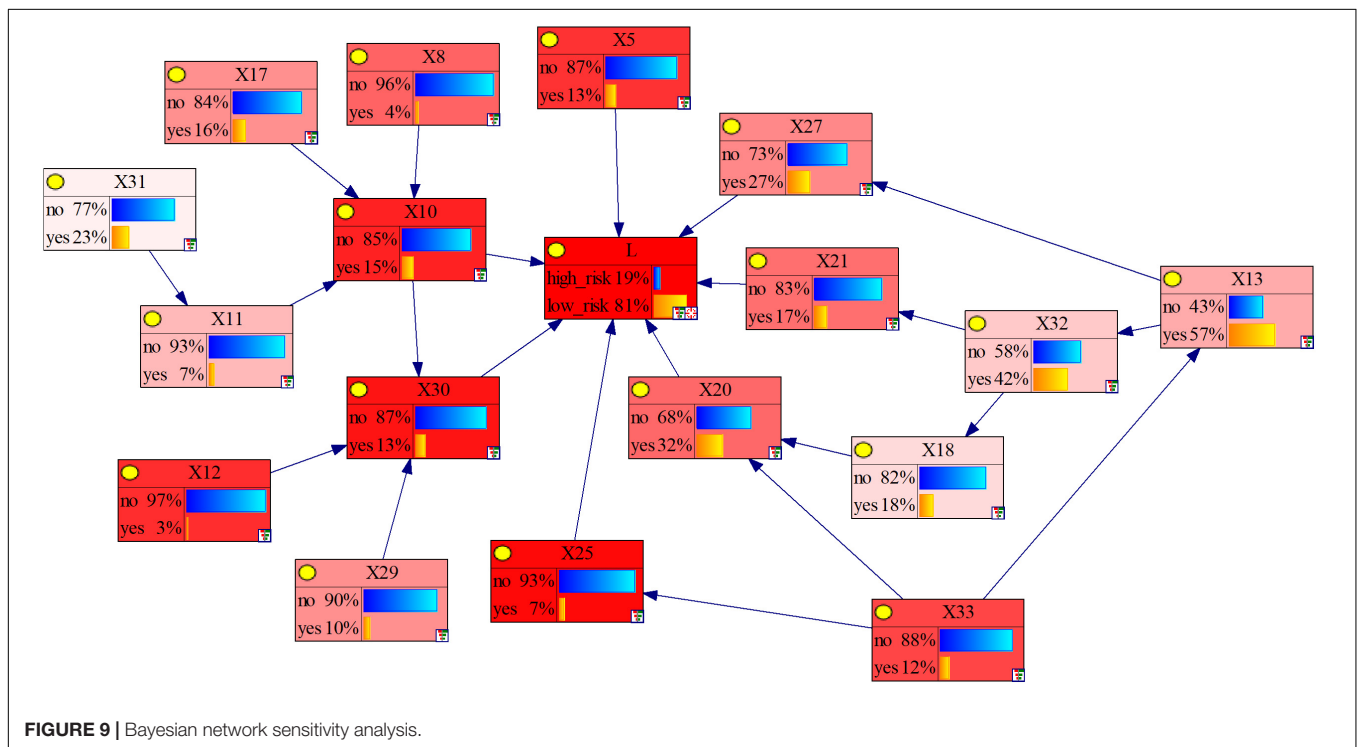 X17
no 84%
yes 16%
X8
no 96%
yes 4%
X5
no 87%
yes 13%
X27
no 73%
yes 27%
X31
no 77%
yes 23%
X10
no 85%
yes 15%
L
high_risk 19%
low_risk 81%
X21
no 83%
yes 17%
X13
no 43%
yes 57%
X11
no 93%
yes 7%
X32
no 58%
yes 42%
X30
no 87%
yes 13%
X20
no 68%
yes 32%
X18
no 82%
yes 18%
X12
no 97%
yes 3%
X29
no 90%
yes 10%
X25
no 93%
yes 7%
X33
no 88%
yes 12%
FIGURE 9 | Bayesian network sensitivity analysis.